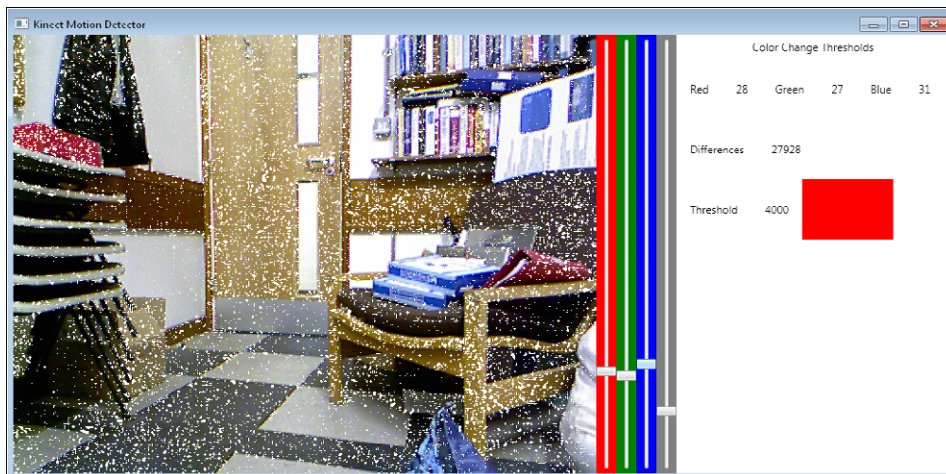 Kinect Motion Detector
Color Change Thresholds
Red 28 Green 27 Blue 31
Differences 27928
Threshold 4000